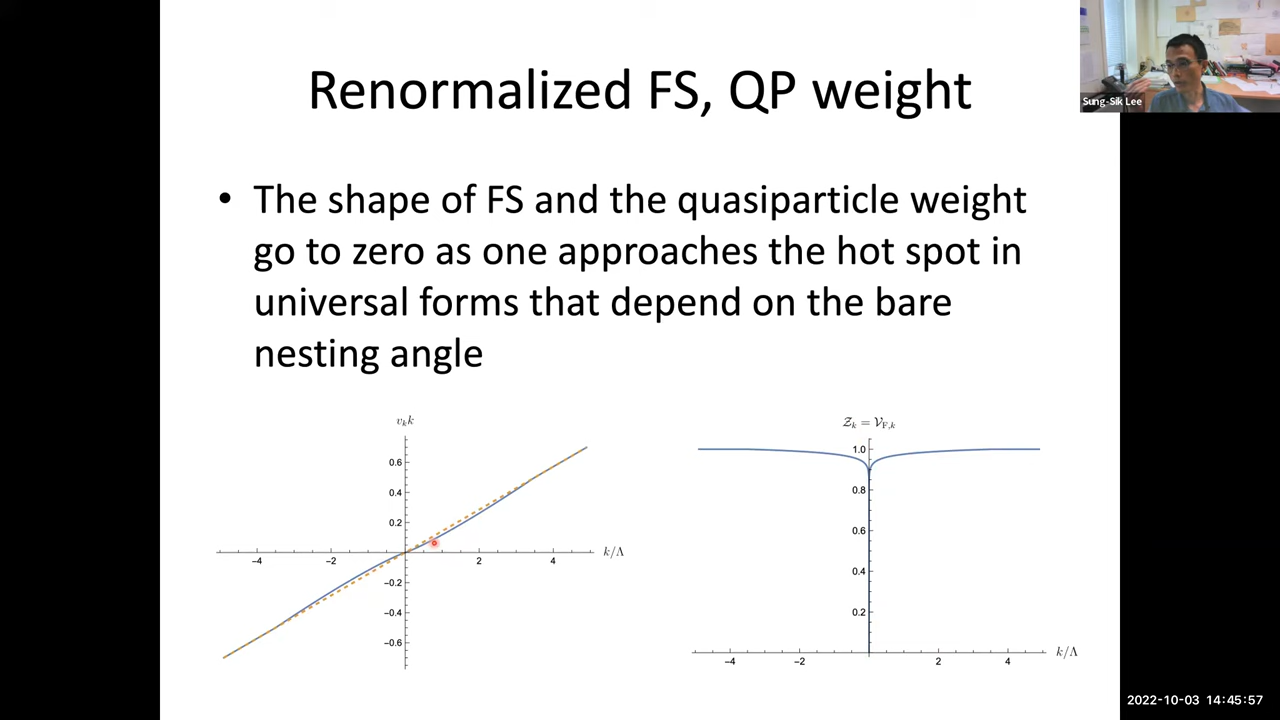 Renormalized FS, QP weight
Sung-Sik Lee
• The shape of FS and the quasiparticle weight
go to zero as one approaches the hot spot in
universal forms that depend on the bare
nesting angle
v_k k
0.6
0.4
0.2
-4 -2 2 4 k/Λ
-0.2
-0.4
-0.6
𝒵_k = 𝒱_F,k
1.0
0.8
0.6
0.4
0.2
-4 -2 2 4 k/Λ
2022-10-03 14:45:57